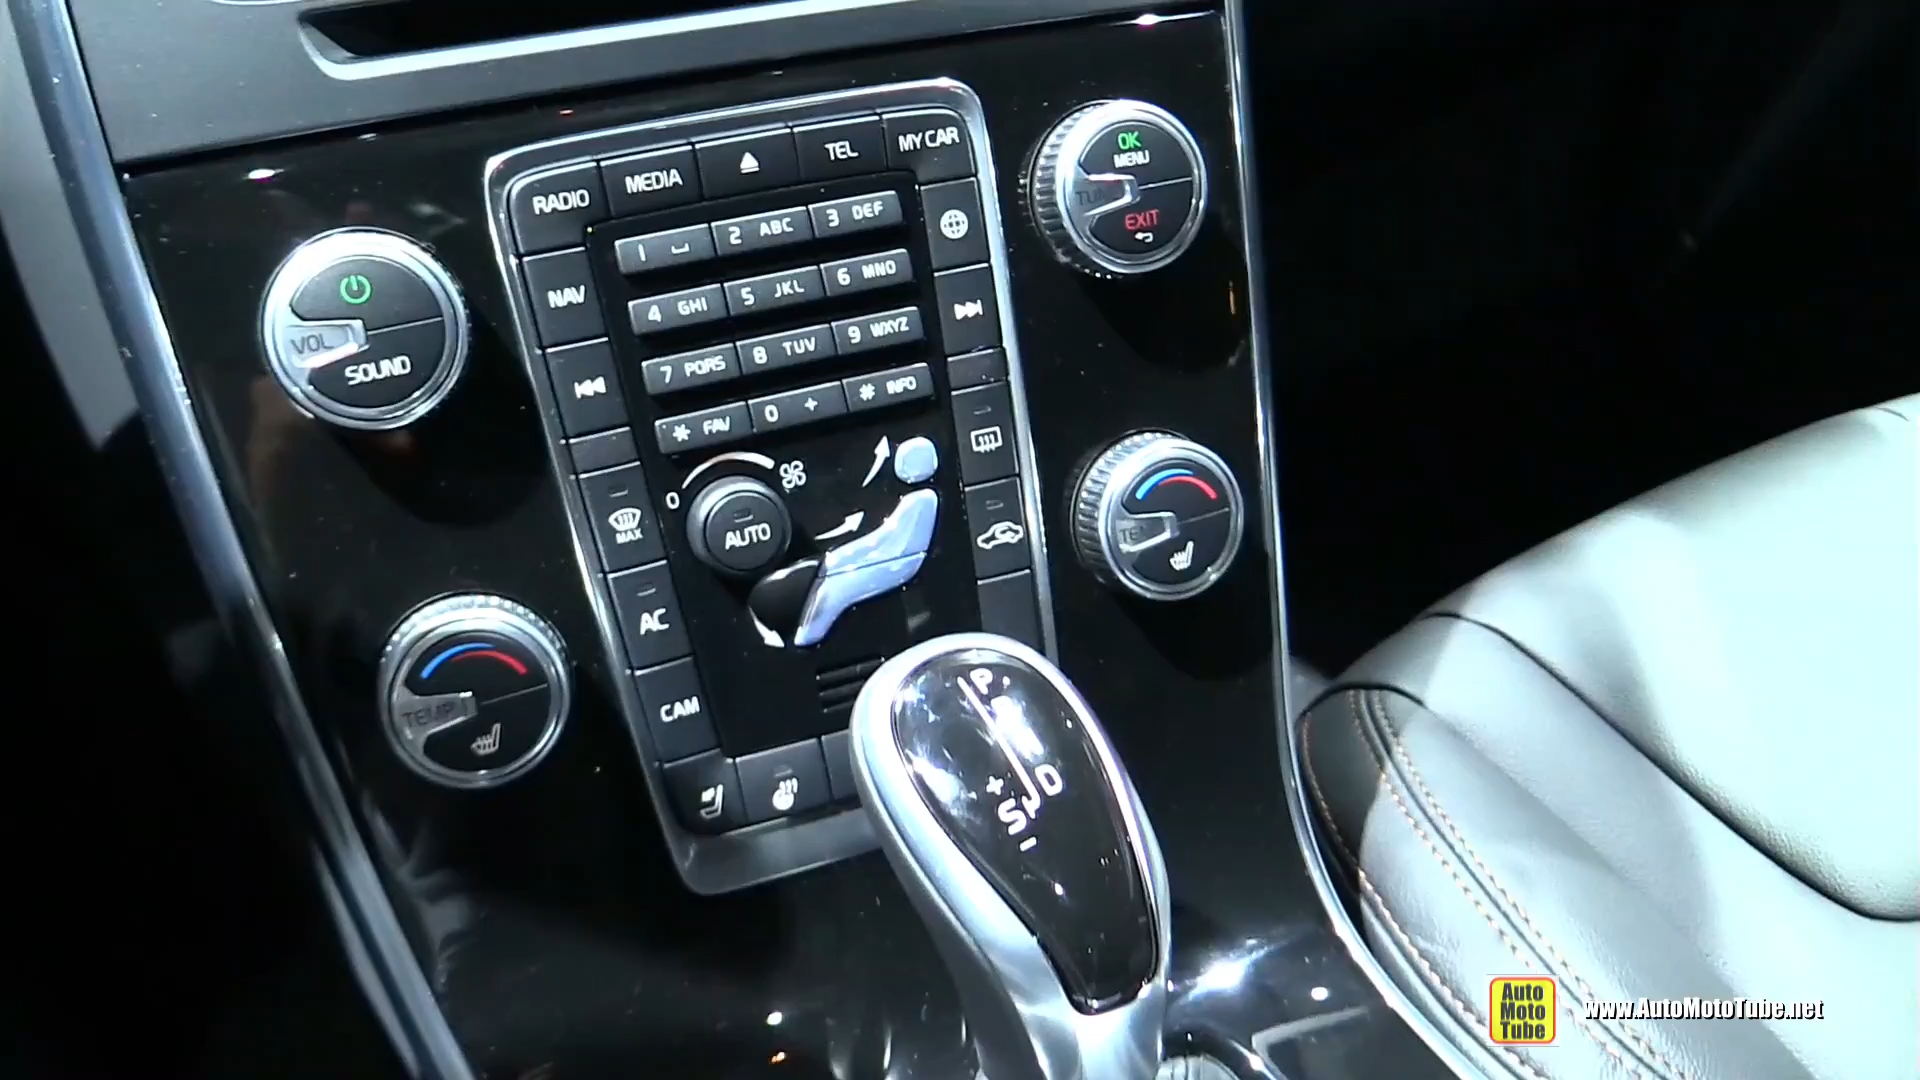 RADIO MEDIA TEL MY CAR
OK
MENU
TUNE
EXIT
1 2 ABC 3 DEF
NAV
4 GHI 5 JKL 6 MNO
VOL
SOUND
7 PQRS 8 TUV 9 WXYZ
* FAV 0 + # INFO
0
MAX
AUTO
TEMP
AC
TEMP
CAM
P
R
N
D
+
S
-
Auto
Moto
Tube
www.AutoMotoTube.net